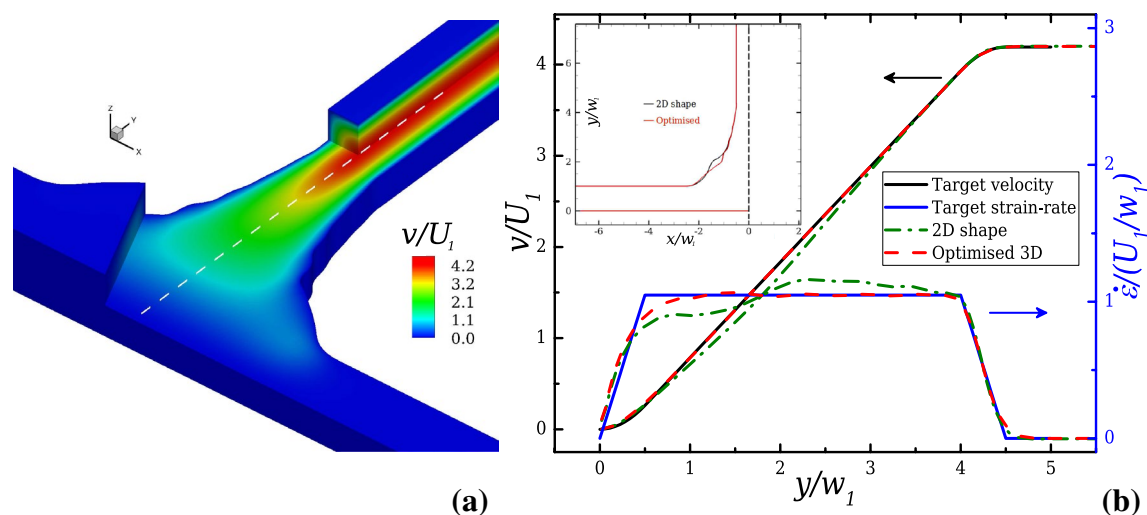 Z
Y
X
v/U₁
4.2
3.2
2.1
1.1
0.0
(a)
v/U₁
4
3
2
1
0
6
4
2
0
y/wᵢ
-6
-4
-2
0
2
x/wᵢ
2D shape
Optimised
Target velocity
Target strain-rate
2D shape
Optimised 3D
0
1
2
3
4
5
y/w₁
3
2
1
0
ε̇/(U₁/w₁)
(b)